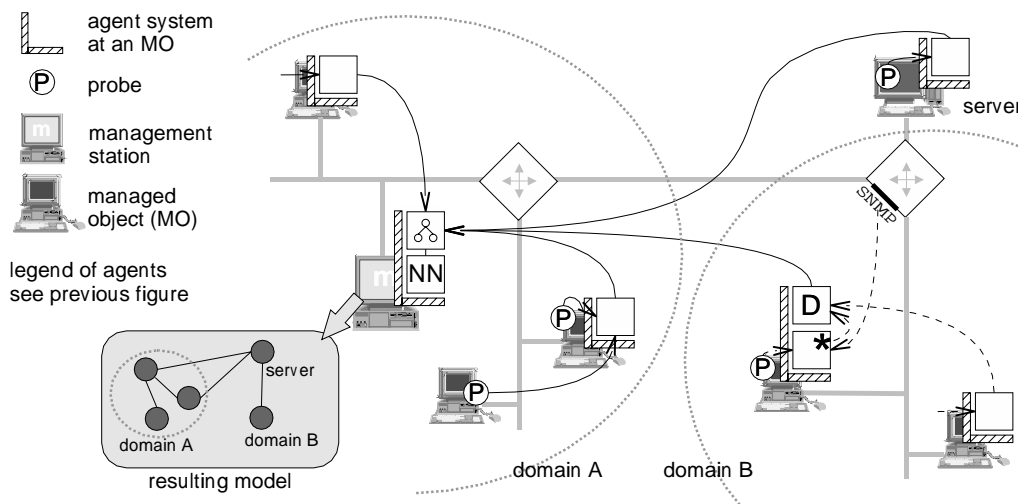 agent system
at an MO
P
probe
m
management
station
managed
object (MO)
legend of agents
see previous figure
P
server
SNMP
m
NN
P
P
D
*
P
server
domain A
domain B
resulting model
domain A
domain B